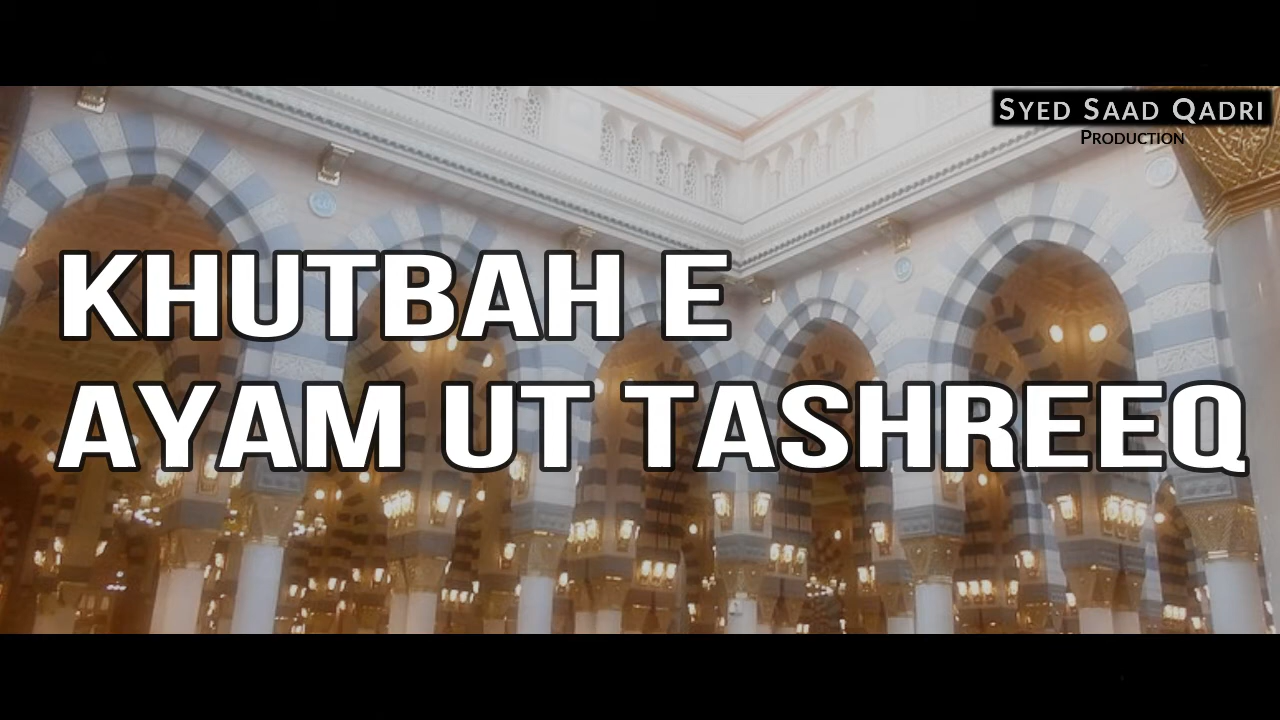 SYED SAAD QADRI
PRODUCTION
KHUTBAH E
AYAM UT TASHREEQ